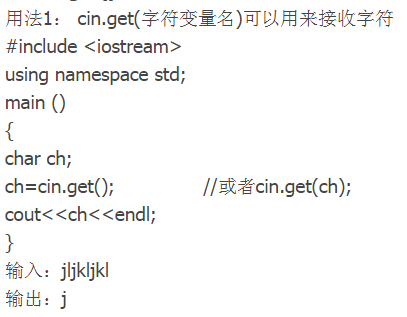 用法1： cin.get(字符变量名)可以用来接收字符
#include <iostream>
using namespace std;
main ()
{
char ch;
ch=cin.get();                //或者cin.get(ch);
cout<<ch<<endl;
}
输入：jljkljkl
输出：j